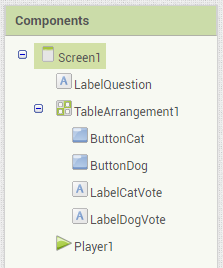 Components
Screen1
A LabelQuestion
TableArrangement1
ButtonCat
ButtonDog
A LabelCatVote
A LabelDogVote
Player1